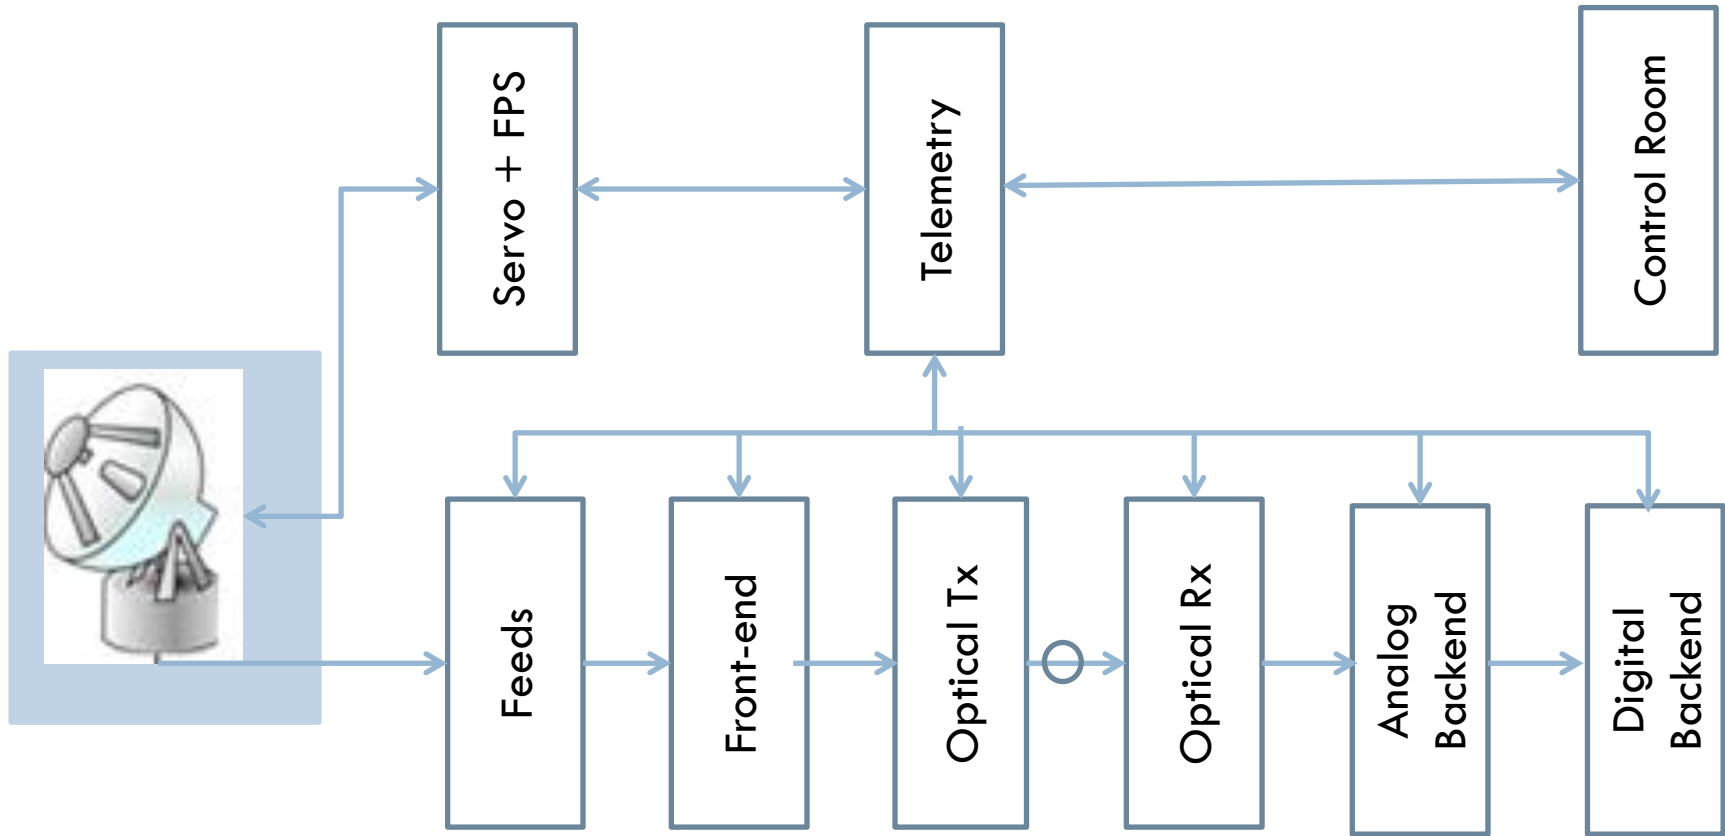 Servo + FPS
Telemetry
Control Room
Feeds
Front-end
Optical Tx
Optical Rx
Analog
Backend
Digital
Backend